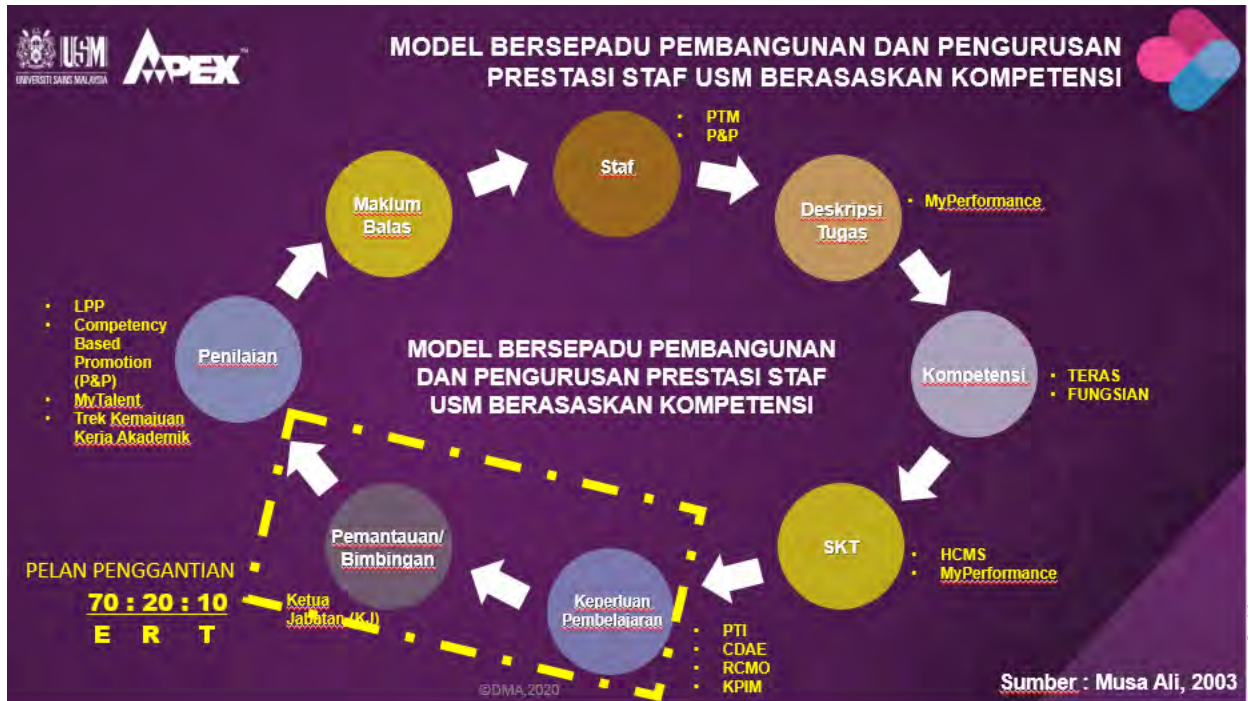 USM
UNIVERSITI SAINS MALAYSIA
APEX™
MODEL BERSEPADU PEMBANGUNAN DAN PENGURUSAN
PRESTASI STAF USM BERASASKAN KOMPETENSI
Staf
• PTM
• P&P
Deskripsi
Tugas
• MyPerformance
Kompetensi
• TERAS
• FUNGSIAN
SKT
• HCMS
• MyPerformance
Keperluan
Pembelajaran
• PTI
• CDAE
• RCMO
• KPIM
Pemantauan/
Bimbingan
Ketua
Jabatan (KJ)
Penilaian
• LPP
• Competency
Based
Promotion
(P&P)
• MyTalent
• Trek Kemajuan
Kerja Akademik
Maklum
Balas
MODEL BERSEPADU PEMBANGUNAN
DAN PENGURUSAN PRESTASI STAF
USM BERASASKAN KOMPETENSI
PELAN PENGGANTIAN
70 : 20 : 10
E R T
©DMA,2020
Sumber : Musa Ali, 2003